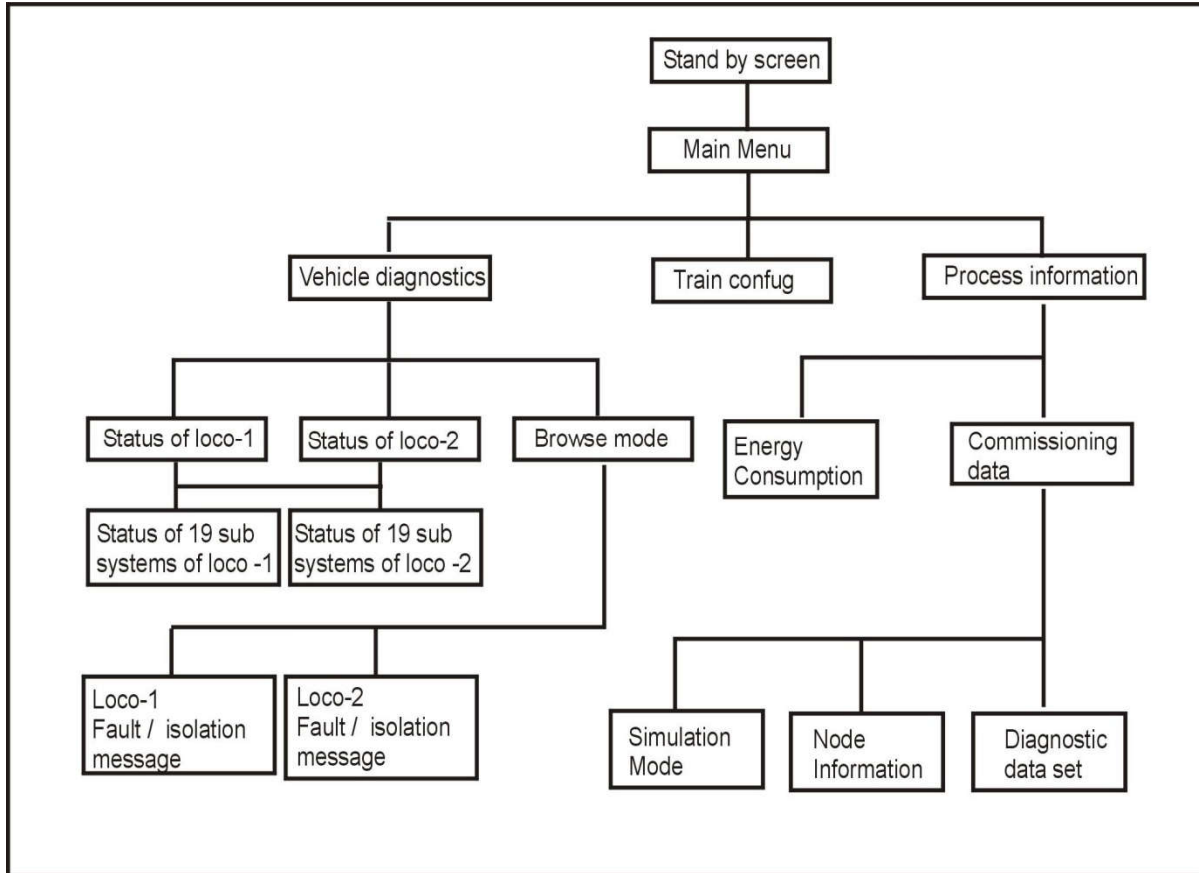 Stand by screen
Main Menu
Vehicle diagnostics
Train confug
Process information
Status of loco-1
Status of loco-2
Browse mode
Energy
Consumption
Commissioning
data
Status of 19 sub
systems of loco -1
Status of 19 sub
systems of loco -2
Loco-1
Fault / isolation
message
Loco-2
Fault / isolation
message
Simulation
Mode
Node
Information
Diagnostic
data set